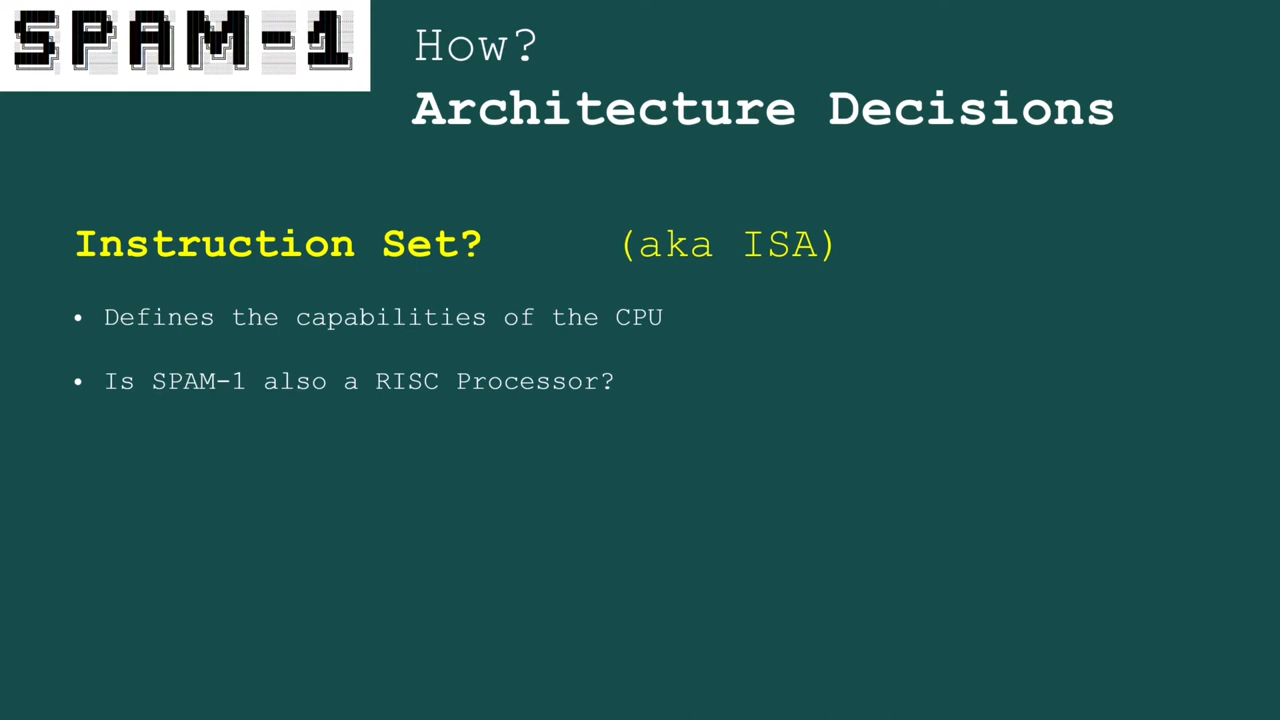 SPAM-1
How?
Architecture Decisions
Instruction Set? (aka ISA)
• Defines the capabilities of the CPU
• Is SPAM-1 also a RISC Processor?